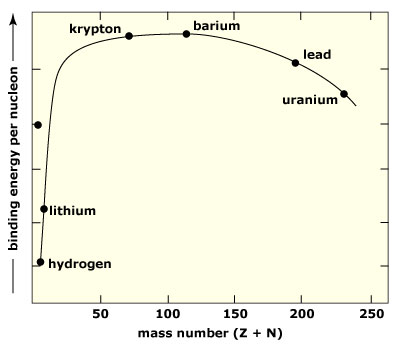 krypton
barium
lead
uranium
lithium
hydrogen
binding energy per nucleon
50
100
150
200
250
mass number (Z + N)